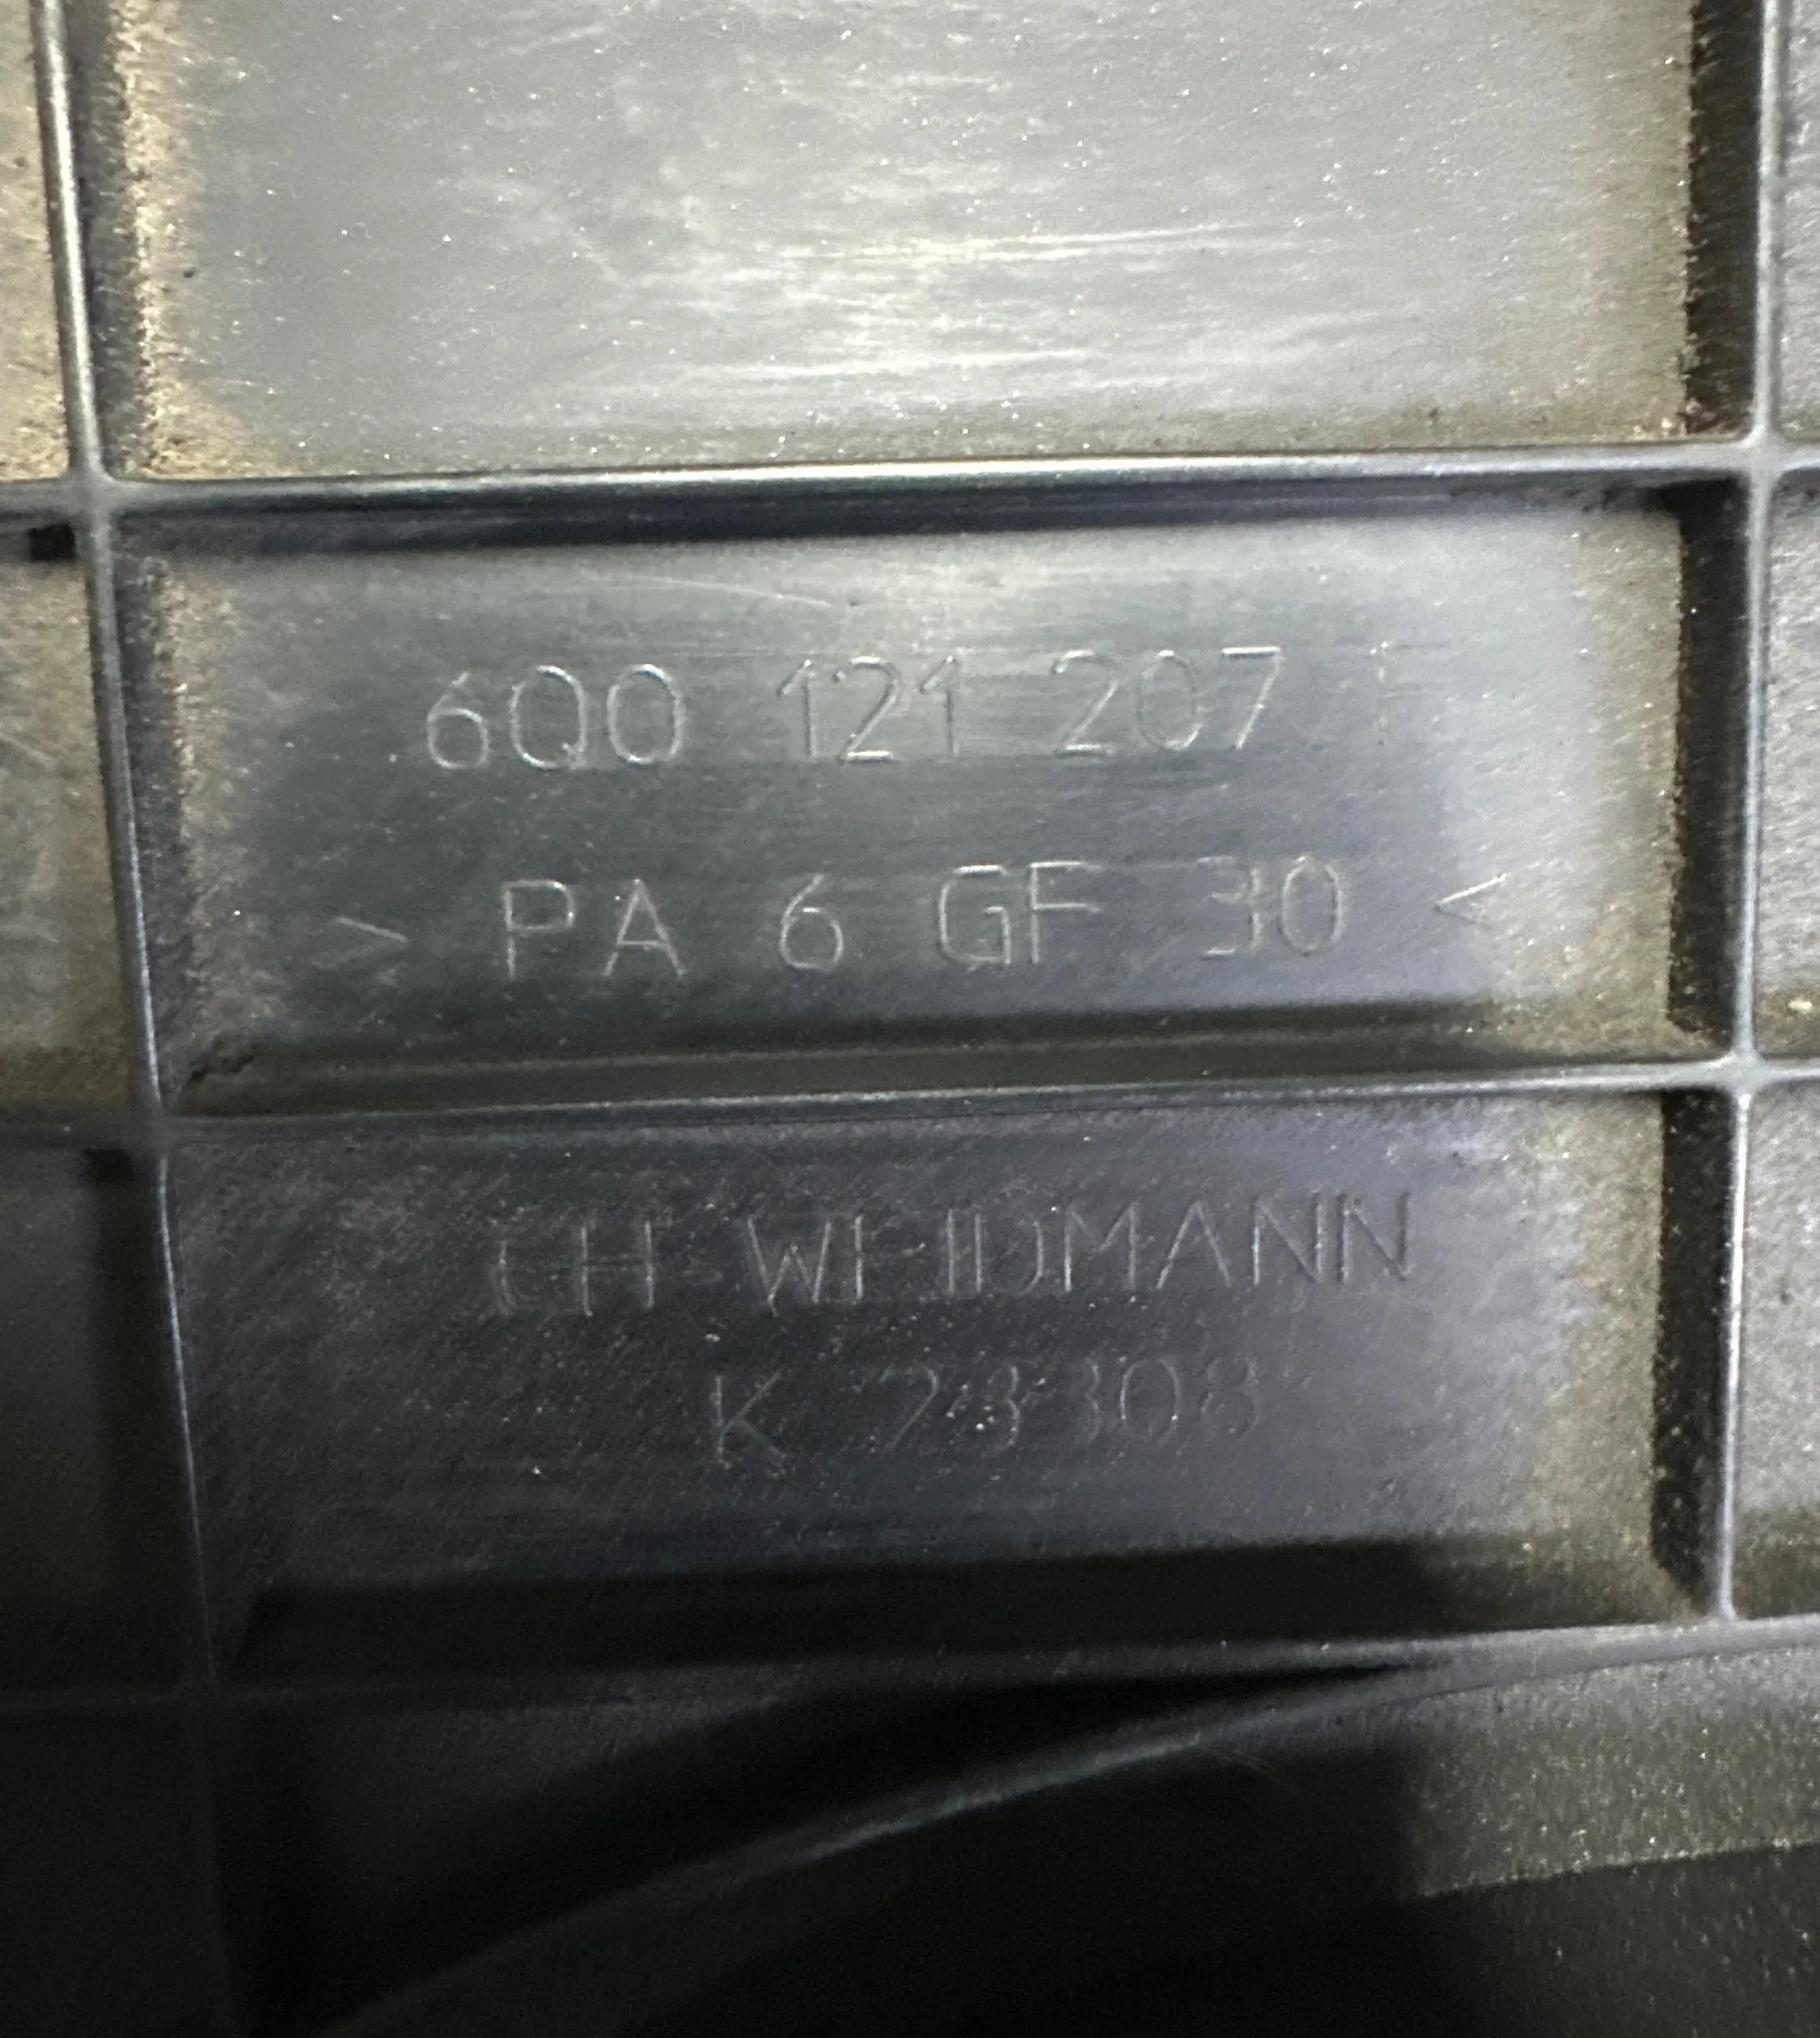 6Q0 121 207
> PA 6 GF 30 <
CH-WEIDMANN
K